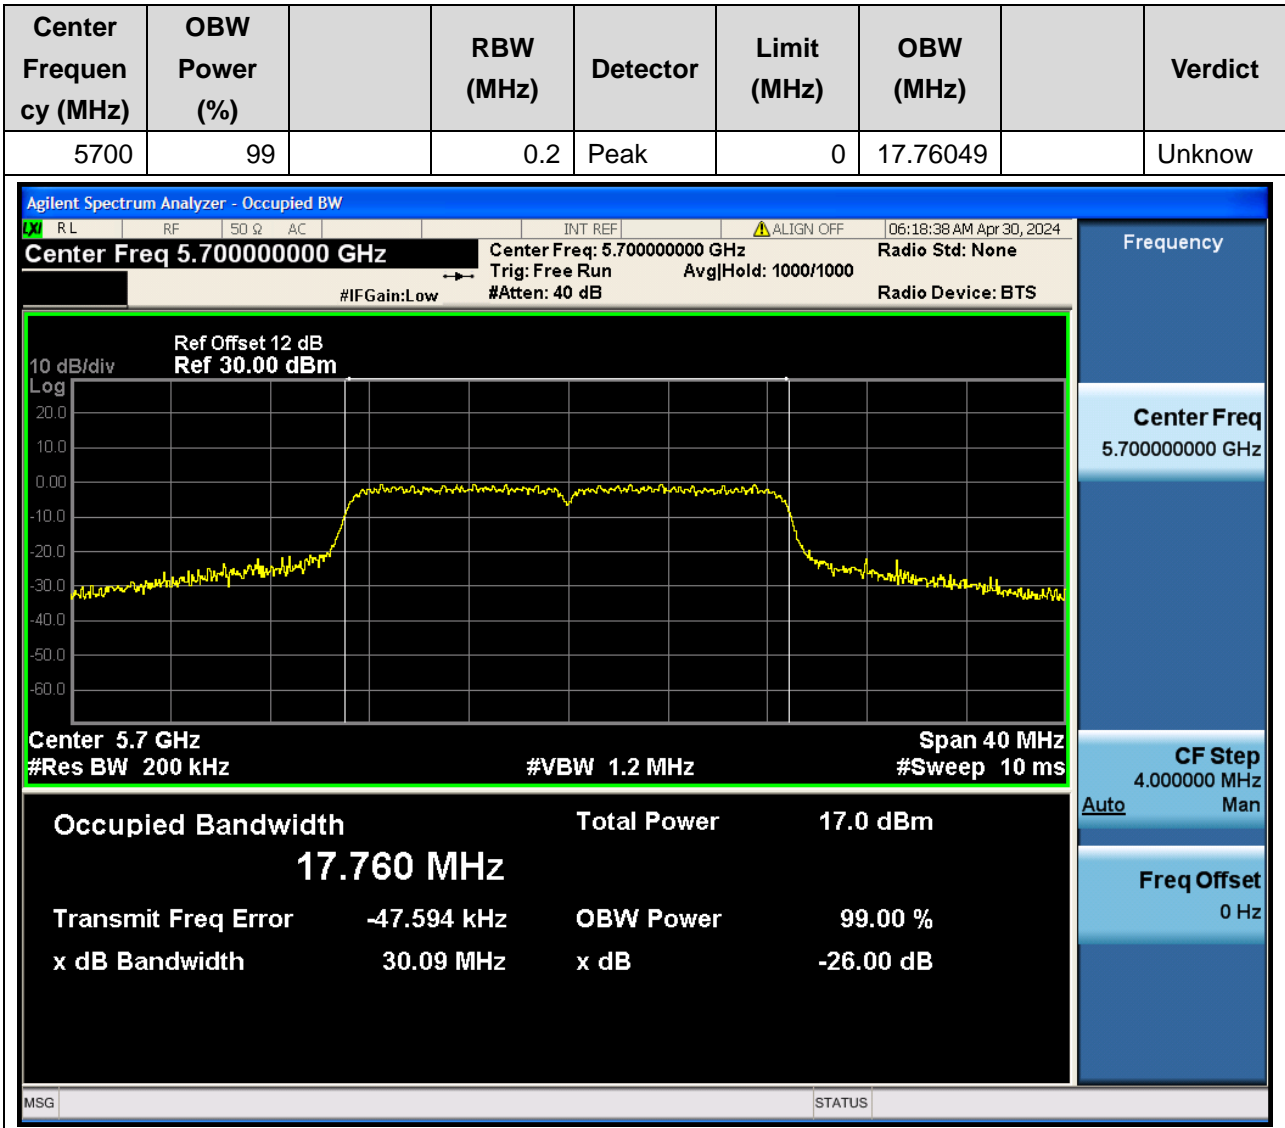 Center Frequen cy (MHz) | OBW Power (%) | | RBW (MHz) | Detector | Limit (MHz) | OBW (MHz) | | Verdict
5700 | 99 | | 0.2 | Peak | 0 | 17.76049 | | Unknow
Agilent Spectrum Analyzer - Occupied BW
LXI RL RF 50 Ω AC INT REF ALIGN OFF 06:18:38 AM Apr 30, 2024
Center Freq 5.700000000 GHz
Center Freq: 5.700000000 GHz
Radio Std: None
Trig: Free Run Avg|Hold: 1000/1000
#IFGain:Low #Atten: 40 dB
Radio Device: BTS
Ref Offset 12 dB
10 dB/div Ref 30.00 dBm
Log
20.0
10.0
0.00
-10.0
-20.0
-30.0
-40.0
-50.0
-60.0
Center 5.7 GHz Span 40 MHz
#Res BW 200 kHz #VBW 1.2 MHz #Sweep 10 ms
Occupied Bandwidth Total Power 17.0 dBm
17.760 MHz
Transmit Freq Error -47.594 kHz OBW Power 99.00 %
x dB Bandwidth 30.09 MHz x dB -26.00 dB
Frequency
Center Freq
5.700000000 GHz
CF Step
4.000000 MHz
Auto Man
Freq Offset
0 Hz
MSG STATUS